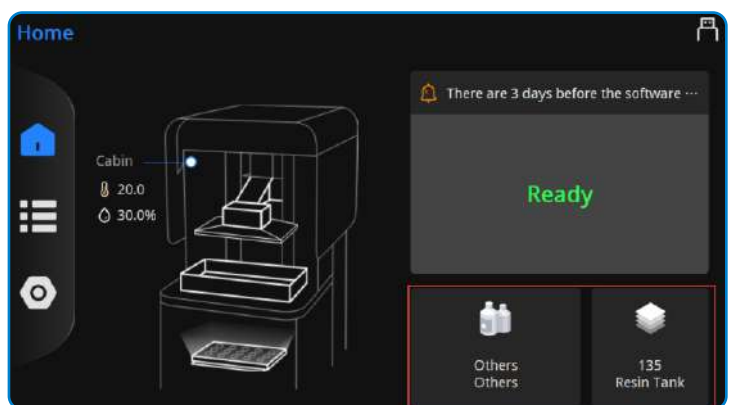 Home
There are 3 days before the software ···
Cabin
20.0
30.0%
Ready
Others
Others
135
Resin Tank